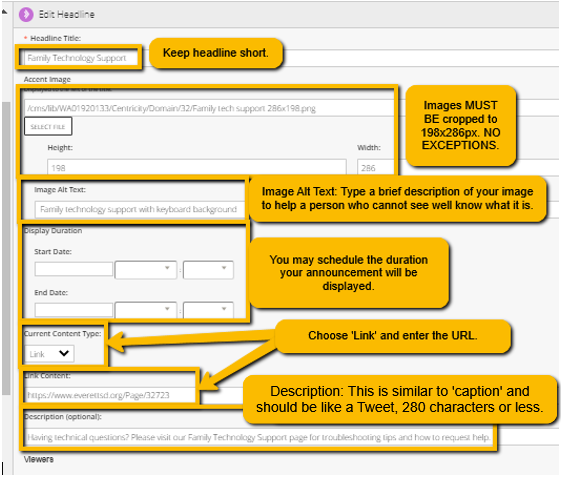 Edit Headline
* Headline Title:
Family Technology Support
Keep headline short.
Accent Image
/cms/lib/WA01920133/Centricity/Domain/32/Family tech support 286x198.png
SELECT FILE
Images MUST
BE cropped to
198x286px. NO
EXCEPTIONS.
Height:
Width:
198
286
Image Alt Text:
Family technology support with keyboard background
Image Alt Text: Type a brief description of your image
to help a person who cannot see well know what it is.
Display Duration
Start Date:
:
End Date:
:
You may schedule the duration
your announcement will be
displayed.
Current Content Type:
Link
Choose 'Link' and enter the URL.
Link Content:
https://www.everettsd.org/Page/32723
Description: This is similar to 'caption' and
should be like a Tweet, 280 characters or less.
Description (optional):
Having technical questions? Please visit our Family Technology Support page for troubleshooting tips and how to request help.
Viewers